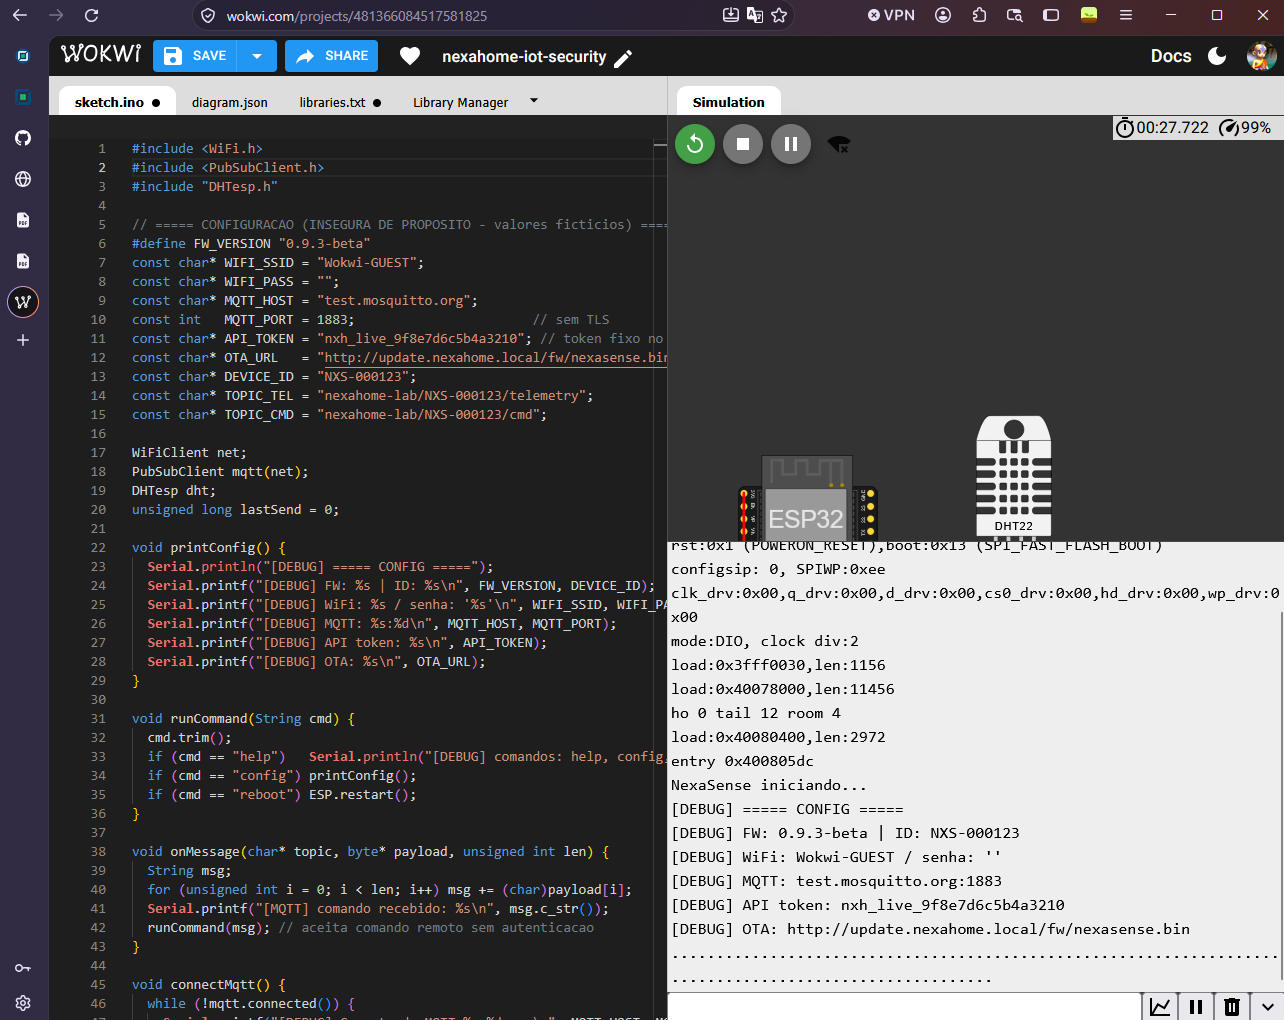 wokwi.com/projects/481366084517581825
VPN
WOKWI
SAVE
SHARE
nexahome-iot-security
Docs
sketch.ino
diagram.json
libraries.txt
Library Manager
Simulation
00:27.722
99%
1 #include <WiFi.h>
2 #include <PubSubClient.h>
3 #include "DHTesp.h"
4
5 // ===== CONFIGURACAO (INSEGURA DE PROPOSITO - valores ficticios) ====
6 #define FW_VERSION "0.9.3-beta"
7 const char* WIFI_SSID = "Wokwi-GUEST";
8 const char* WIFI_PASS = "";
9 const char* MQTT_HOST = "test.mosquitto.org";
10 const int   MQTT_PORT = 1883;                       // sem TLS
11 const char* API_TOKEN = "nxh_live_9f8e7d6c5b4a3210"; // token fixo no
12 const char* OTA_URL   = "http://update.nexahome.local/fw/nexasense.bin
13 const char* DEVICE_ID = "NXS-000123";
14 const char* TOPIC_TEL = "nexahome-lab/NXS-000123/telemetry";
15 const char* TOPIC_CMD = "nexahome-lab/NXS-000123/cmd";
16
17 WiFiClient net;
18 PubSubClient mqtt(net);
19 DHTesp dht;
20 unsigned long lastSend = 0;
21
22 void printConfig() {
23   Serial.println("[DEBUG] ===== CONFIG =====");
24   Serial.printf("[DEBUG] FW: %s | ID: %s\n", FW_VERSION, DEVICE_ID);
25   Serial.printf("[DEBUG] WiFi: %s / senha: '%s'\n", WIFI_SSID, WIFI_PA
26   Serial.printf("[DEBUG] MQTT: %s:%d\n", MQTT_HOST, MQTT_PORT);
27   Serial.printf("[DEBUG] API token: %s\n", API_TOKEN);
28   Serial.printf("[DEBUG] OTA: %s\n", OTA_URL);
29 }
30
31 void runCommand(String cmd) {
32   cmd.trim();
33   if (cmd == "help")   Serial.println("[DEBUG] comandos: help, config,
34   if (cmd == "config") printConfig();
35   if (cmd == "reboot") ESP.restart();
36 }
37
38 void onMessage(char* topic, byte* payload, unsigned int len) {
39   String msg;
40   for (unsigned int i = 0; i < len; i++) msg += (char)payload[i];
41   Serial.printf("[MQTT] comando recebido: %s\n", msg.c_str());
42   runCommand(msg); // aceita comando remoto sem autenticacao
43 }
44
45 void connectMqtt() {
46   while (!mqtt.connected()) {
ESP32
DHT22
rst:0x1 (POWERON_RESET),boot:0x13 (SPI_FAST_FLASH_BOOT)
configsip: 0, SPIWP:0xee
clk_drv:0x00,q_drv:0x00,d_drv:0x00,cs0_drv:0x00,hd_drv:0x00,wp_drv:0
x00
mode:DIO, clock div:2
load:0x3fff0030,len:1156
load:0x40078000,len:11456
ho 0 tail 12 room 4
load:0x40080400,len:2972
entry 0x400805dc
NexaSense iniciando...
[DEBUG] ===== CONFIG =====
[DEBUG] FW: 0.9.3-beta | ID: NXS-000123
[DEBUG] WiFi: Wokwi-GUEST / senha: ''
[DEBUG] MQTT: test.mosquitto.org:1883
[DEBUG] API token: nxh_live_9f8e7d6c5b4a3210
[DEBUG] OTA: http://update.nexahome.local/fw/nexasense.bin
....................................................................
....................................